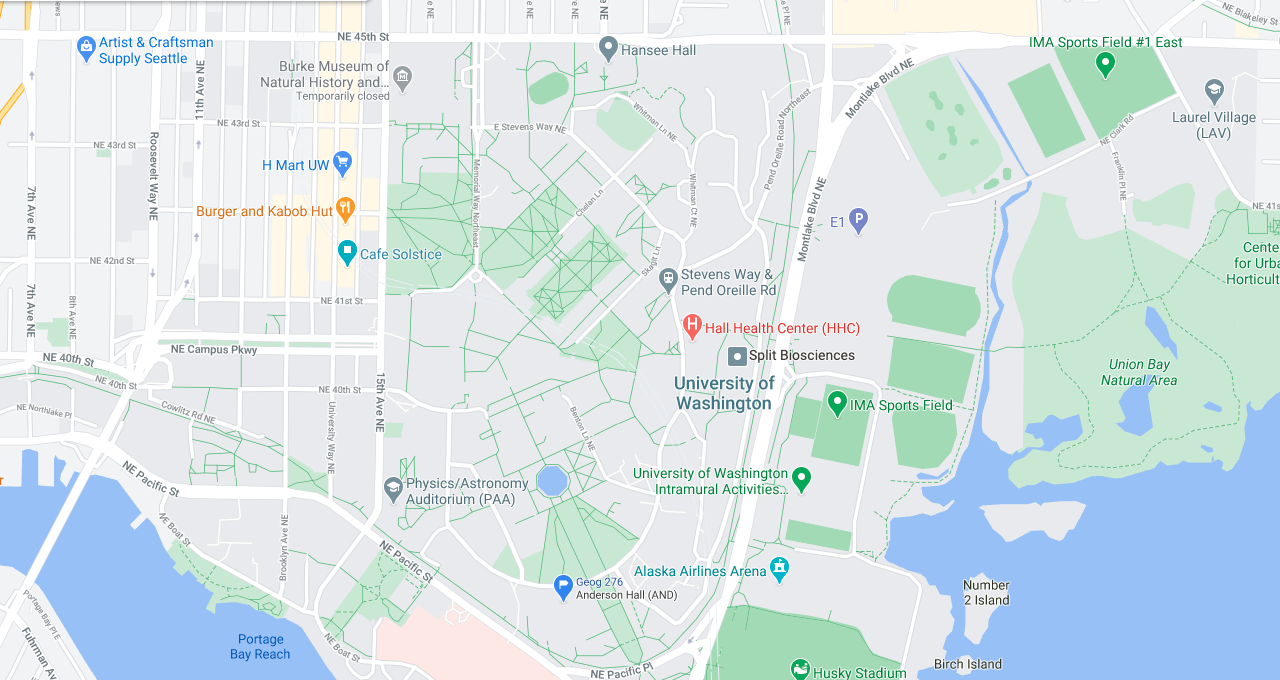 NE 45th St
NE Blakeley St
Artist & Craftsman
Supply Seattle
Hansee Hall
IMA Sports Field #1 East
Burke Museum of
Natural History and...
Temporarily closed
11th Ave NE
Montlake Blvd NE
Laurel Village
(LAV)
NE 43rd St
E Stevens Way NE
Whitman Ln NE
Pend Oreille Road Northeast
NE Clark Rd
NE 43rd St
Roosevelt Way NE
H Mart UW
Memorial Way Northeast
Whitman Ct NE
Franklin Pl NE
7th Ave NE
Burger and Kabob Hut
Chelan Ln
Montlake Blvd NE
E1
NE 41s
Cafe Solstice
Skagit Ln
NE 42nd St
Stevens Way &
Pend Oreille Rd
Cente
for Urba
Horticult
7th Ave NE
8th Ave NE
NE 41st St
Hall Health Center (HHC)
NE Campus Pkwy
Split Biosciences
NE 40th St
NE 40th St
NE 40th St
15th Ave NE
University of
Washington
Union Bay
Natural Area
NE Northlake Pl
Cowlitz Rd NE
University Way NE
Benton Ln NE
IMA Sports Field
NE Pacific St
Physics/Astronomy
Auditorium (PAA)
University of Washington
Intramural Activities...
NE Boat St
Brooklyn Ave NE
NE Pacific St
Alaska Airlines Arena
Geog 276
Anderson Hall (AND)
Number
2 Island
Portage Bay Pl E
Fuhrman Ave
Portage
Bay Reach
NE Boat St
NE Pacific Pl
Husky Stadium
Birch Island